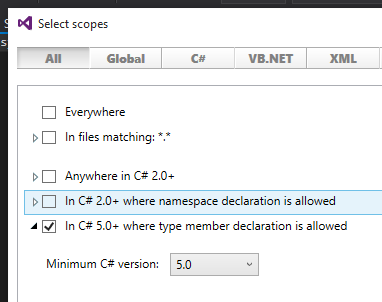 Select scopes
All Global C# VB.NET XML
Everywhere
In files matching: *.*
Anywhere in C# 2.0+
In C# 2.0+ where namespace declaration is allowed
In C# 5.0+ where type member declaration is allowed
Minimum C# version: 5.0